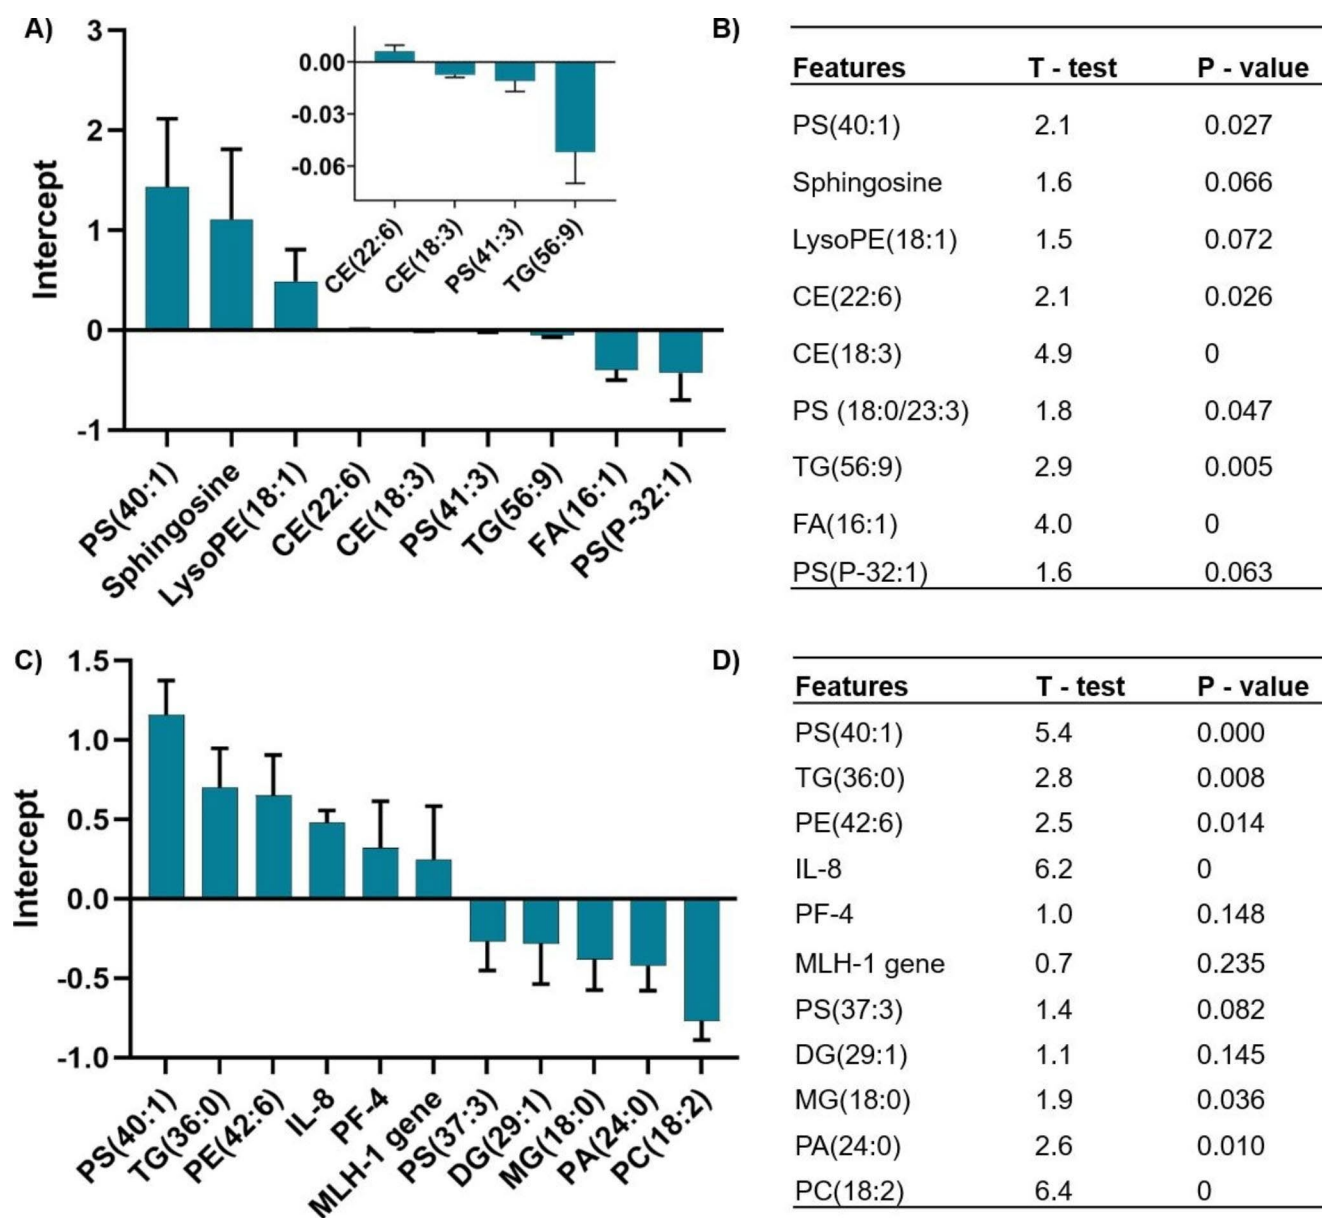 A)
3
2
1
0
-1
Intercept
0.00
-0.03
-0.06
CE(22:6)
CE(18:3)
PS(41:3)
TG(56:9)
PS(40:1)
Sphingosine
LysoPE(18:1)
CE(22:6)
CE(18:3)
PS(41:3)
TG(56:9)
FA(16:1)
PS(P-32:1)
B)
Features T - test P - value
PS(40:1) 2.1 0.027
Sphingosine 1.6 0.066
LysoPE(18:1) 1.5 0.072
CE(22:6) 2.1 0.026
CE(18:3) 4.9 0
PS (18:0/23:3) 1.8 0.047
TG(56:9) 2.9 0.005
FA(16:1) 4.0 0
PS(P-32:1) 1.6 0.063
C)
1.5
1.0
0.5
0.0
-0.5
-1.0
Intercept
PS(40:1)
TG(36:0)
PE(42:6)
IL-8
PF-4
MLH-1 gene
PS(37:3)
DG(29:1)
MG(18:0)
PA(24:0)
PC(18:2)
D)
Features T - test P - value
PS(40:1) 5.4 0.000
TG(36:0) 2.8 0.008
PE(42:6) 2.5 0.014
IL-8 6.2 0
PF-4 1.0 0.148
MLH-1 gene 0.7 0.235
PS(37:3) 1.4 0.082
DG(29:1) 1.1 0.145
MG(18:0) 1.9 0.036
PA(24:0) 2.6 0.010
PC(18:2) 6.4 0